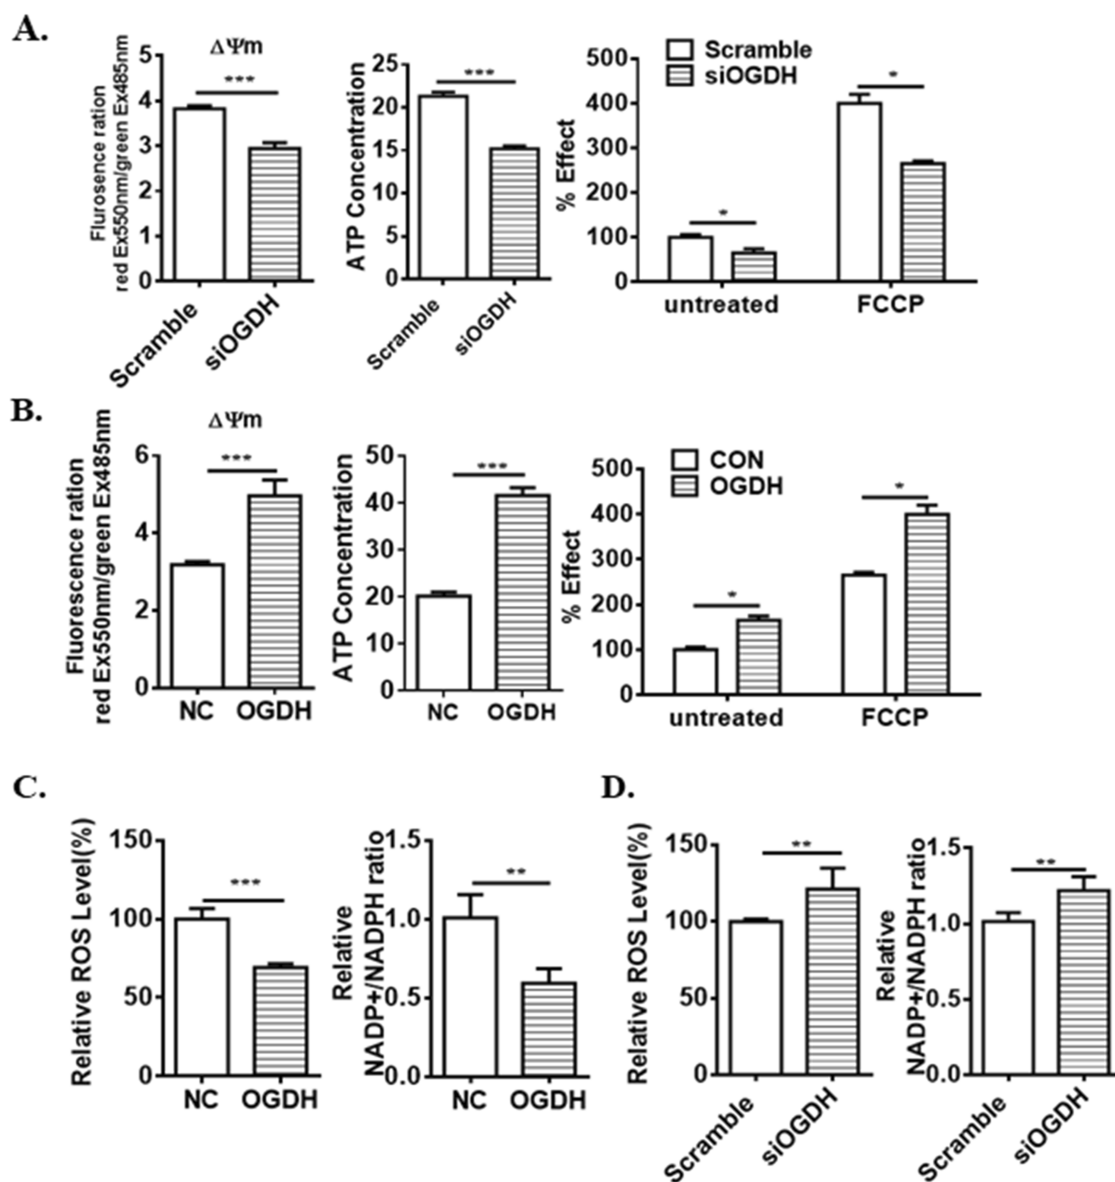 A.
ΔΨm
Flurosence ration
red Ex550nm/green Ex485nm
5
4
3
2
1
0
***
Scramble
siOGDH
ATP Concentration
25
20
15
10
5
0
***
Scramble
siOGDH
% Effect
500
400
300
200
100
0
Scramble
siOGDH
*
*
untreated
FCCP
B.
ΔΨm
Fluorescence ration
red Ex550nm/green Ex485nm
6
4
2
0
***
NC
OGDH
ATP Concentration
50
40
30
20
10
0
***
NC
OGDH
% Effect
500
400
300
200
100
0
CON
OGDH
*
*
untreated
FCCP
C.
Relative ROS Level(%)
150
100
50
0
***
NC
OGDH
Relative
NADP+/NADPH ratio
1.5
1.0
0.5
0.0
**
NC
OGDH
D.
Relative ROS Level(%)
150
100
50
0
**
Scramble
siOGDH
Relative
NADP+/NADPH ratio
1.5
1.0
0.5
0.0
**
Scramble
siOGDH